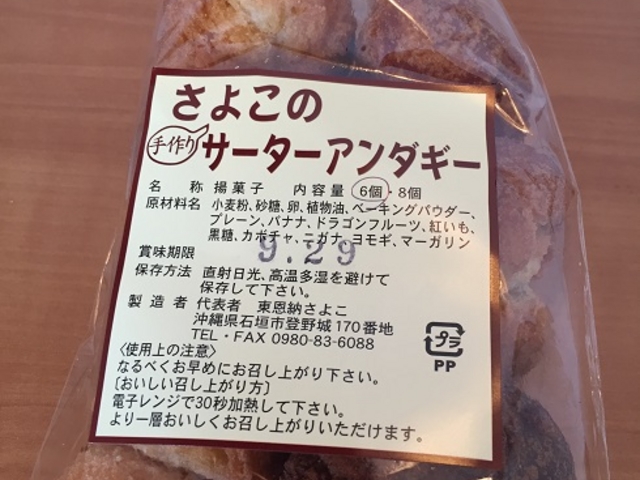 さよこの
手作り サーターアンダギー
名 称 揚菓子 内容量 6個・8個
原材料名 小麦粉、砂糖、卵、植物油、ベーキングパウダー、
プレーン、バナナ、ドラゴンフルーツ、紅いも、
黒糖、カボチャ、ニガナ、ヨモギ、マーガリン
賞味期限 9.29
保存方法 直射日光、高温多湿を避けて
保存して下さい。
製造者 代表者 東恩納さよこ
沖縄県石垣市登野城170番地
TEL・FAX 0980-83-6088
〈使用上の注意〉
なるべくお早めにお召し上がり下さい。
〔おいしい召し上がり方〕
電子レンジで30秒加熱して下さい。
より一層おいしくお召し上がりいただけます。
プラ
PP